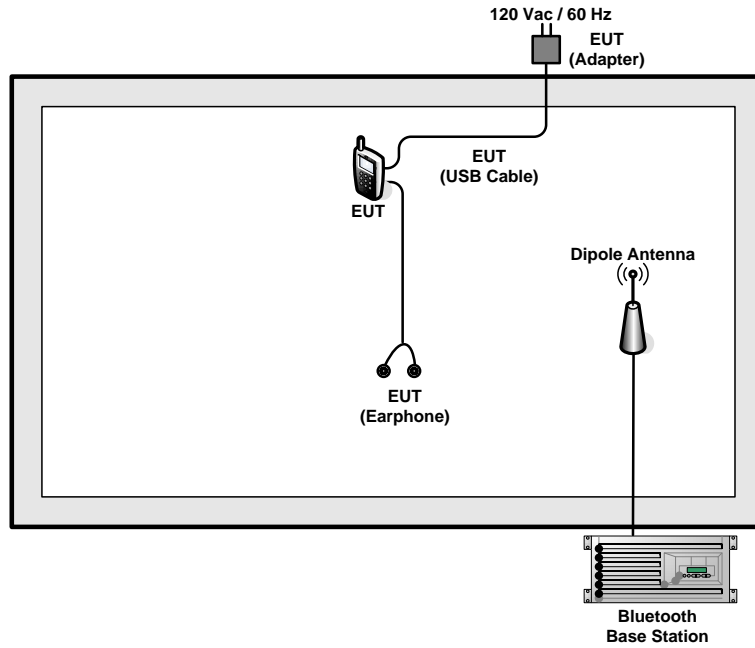 120 Vac / 60 Hz
EUT
(Adapter)
EUT
(USB Cable)
EUT
Dipole Antenna
EUT
(Earphone)
Bluetooth
Base Station